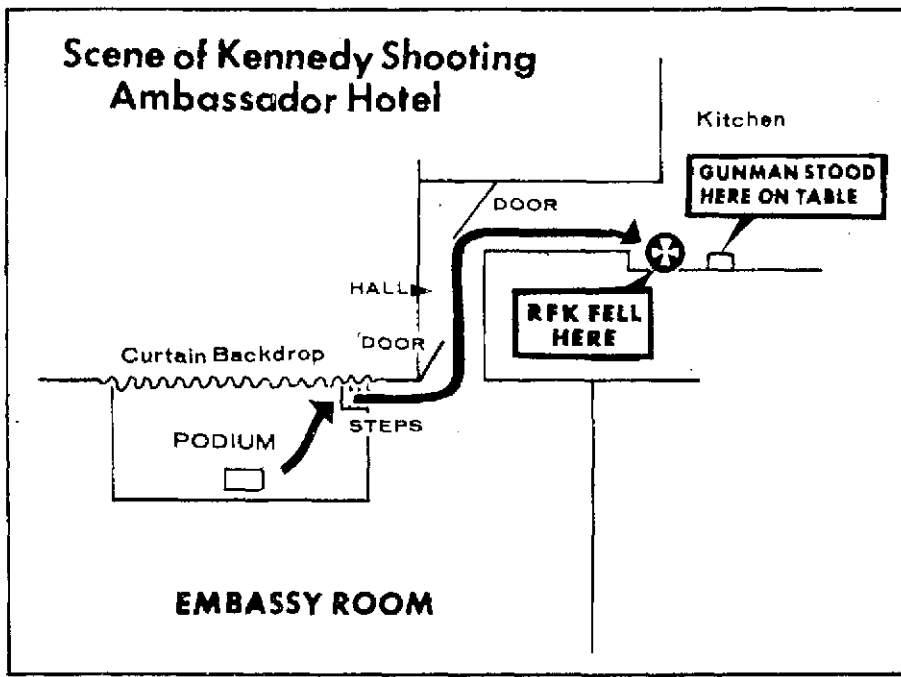 Scene of Kennedy Shooting
Ambassador Hotel
Kitchen
GUNMAN STOOD
HERE ON TABLE
DOOR
HALL
RFK FELL
HERE
DOOR
Curtain Backdrop
STEPS
PODIUM
EMBASSY ROOM